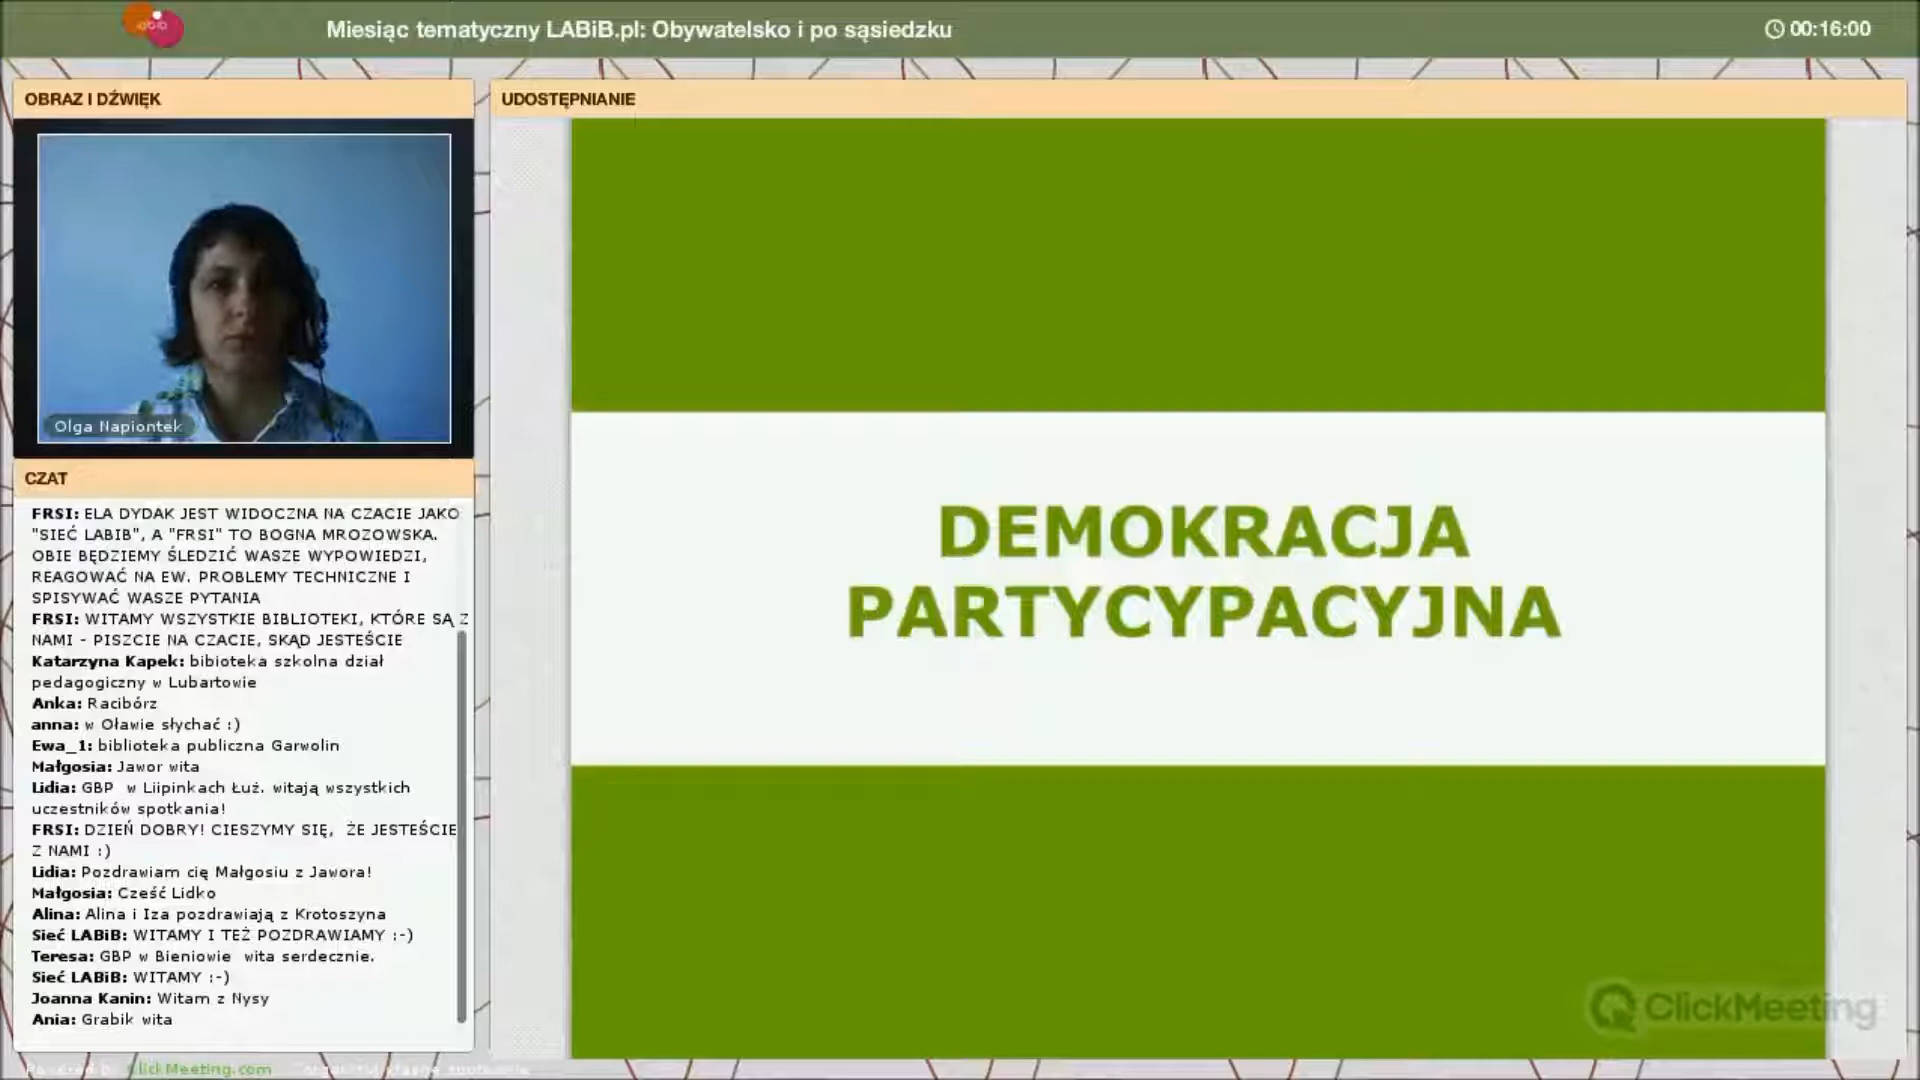 labib
Miesiąc tematyczny LABiB.pl: Obywatelsko i po sąsiedzku
00:16:00
OBRAZ I DŹWIĘK
Olga Napiontek
CZAT
FRSI: ELA DYDAK JEST WIDOCZNA NA CZACIE JAKO
"SIEĆ LABIB", A "FRSI" TO BOGNA MROZOWSKA.
OBIE BĘDZIEMY ŚLEDZIĆ WASZE WYPOWIEDZI,
REAGOWAĆ NA EW. PROBLEMY TECHNICZNE I
SPISYWAĆ WASZE PYTANIA
FRSI: WITAMY WSZYSTKIE BIBLIOTEKI, KTÓRE SĄ Z
NAMI - PISZCIE NA CZACIE, SKĄD JESTEŚCIE
Katarzyna Kapek: bibioteka szkolna dział
pedagogiczny w Lubartowie
Anka: Racibórz
anna: w Oławie słychać :)
Ewa_1: biblioteka publiczna Garwolin
Małgosia: Jawor wita
Lidia: GBP w Liipinkach Łuż. witają wszystkich
uczestników spotkania!
FRSI: DZIEŃ DOBRY! CIESZYMY SIĘ, ŻE JESTEŚCIE
Z NAMI :)
Lidia: Pozdrawiam cię Małgosiu z Jawora!
Małgosia: Cześć Lidko
Alina: Alina i Iza pozdrawiają z Krotoszyna
Sieć LABiB: WITAMY I TEŻ POZDRAWIAMY :-)
Teresa: GBP w Bieniowie wita serdecznie.
Sieć LABiB: WITAMY :-)
Joanna Kanin: Witam z Nysy
Ania: Grabik wita
UDOSTĘPNIANIE
DEMOKRACJA
PARTYCYPACYJNA
ClickMeeting
Powered by ClickMeeting.com